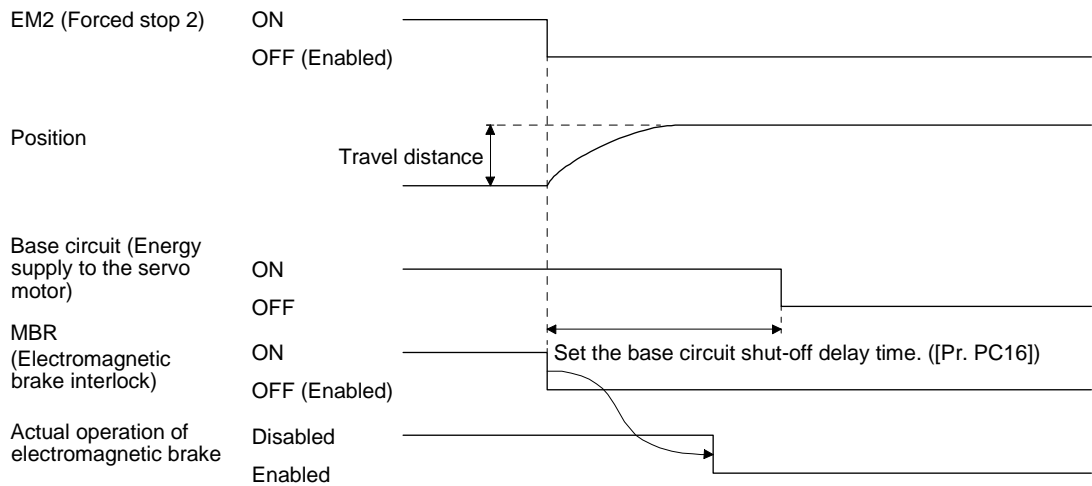 EM2 (Forced stop 2)
ON
OFF (Enabled)
Position
Travel distance
Base circuit (Energy
supply to the servo
motor)
ON
OFF
MBR
(Electromagnetic
brake interlock)
ON
OFF (Enabled)
Set the base circuit shut-off delay time. ([Pr. PC16])
Actual operation of
electromagnetic brake
Disabled
Enabled